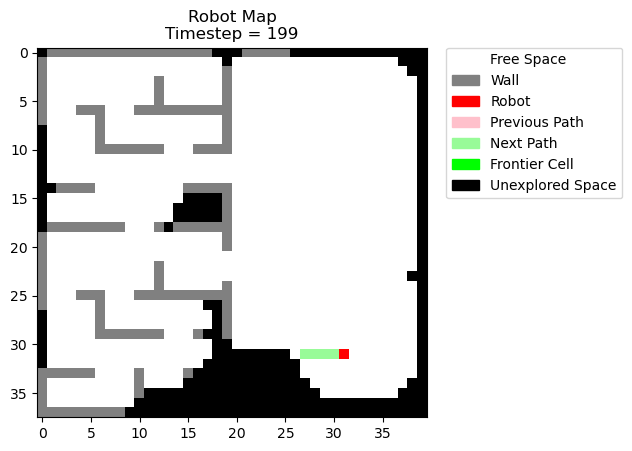 Robot Map
Timestep = 199
0
5
10
15
20
25
30
35
0
5
10
15
20
25
30
35
Free Space
Wall
Robot
Previous Path
Next Path
Frontier Cell
Unexplored Space